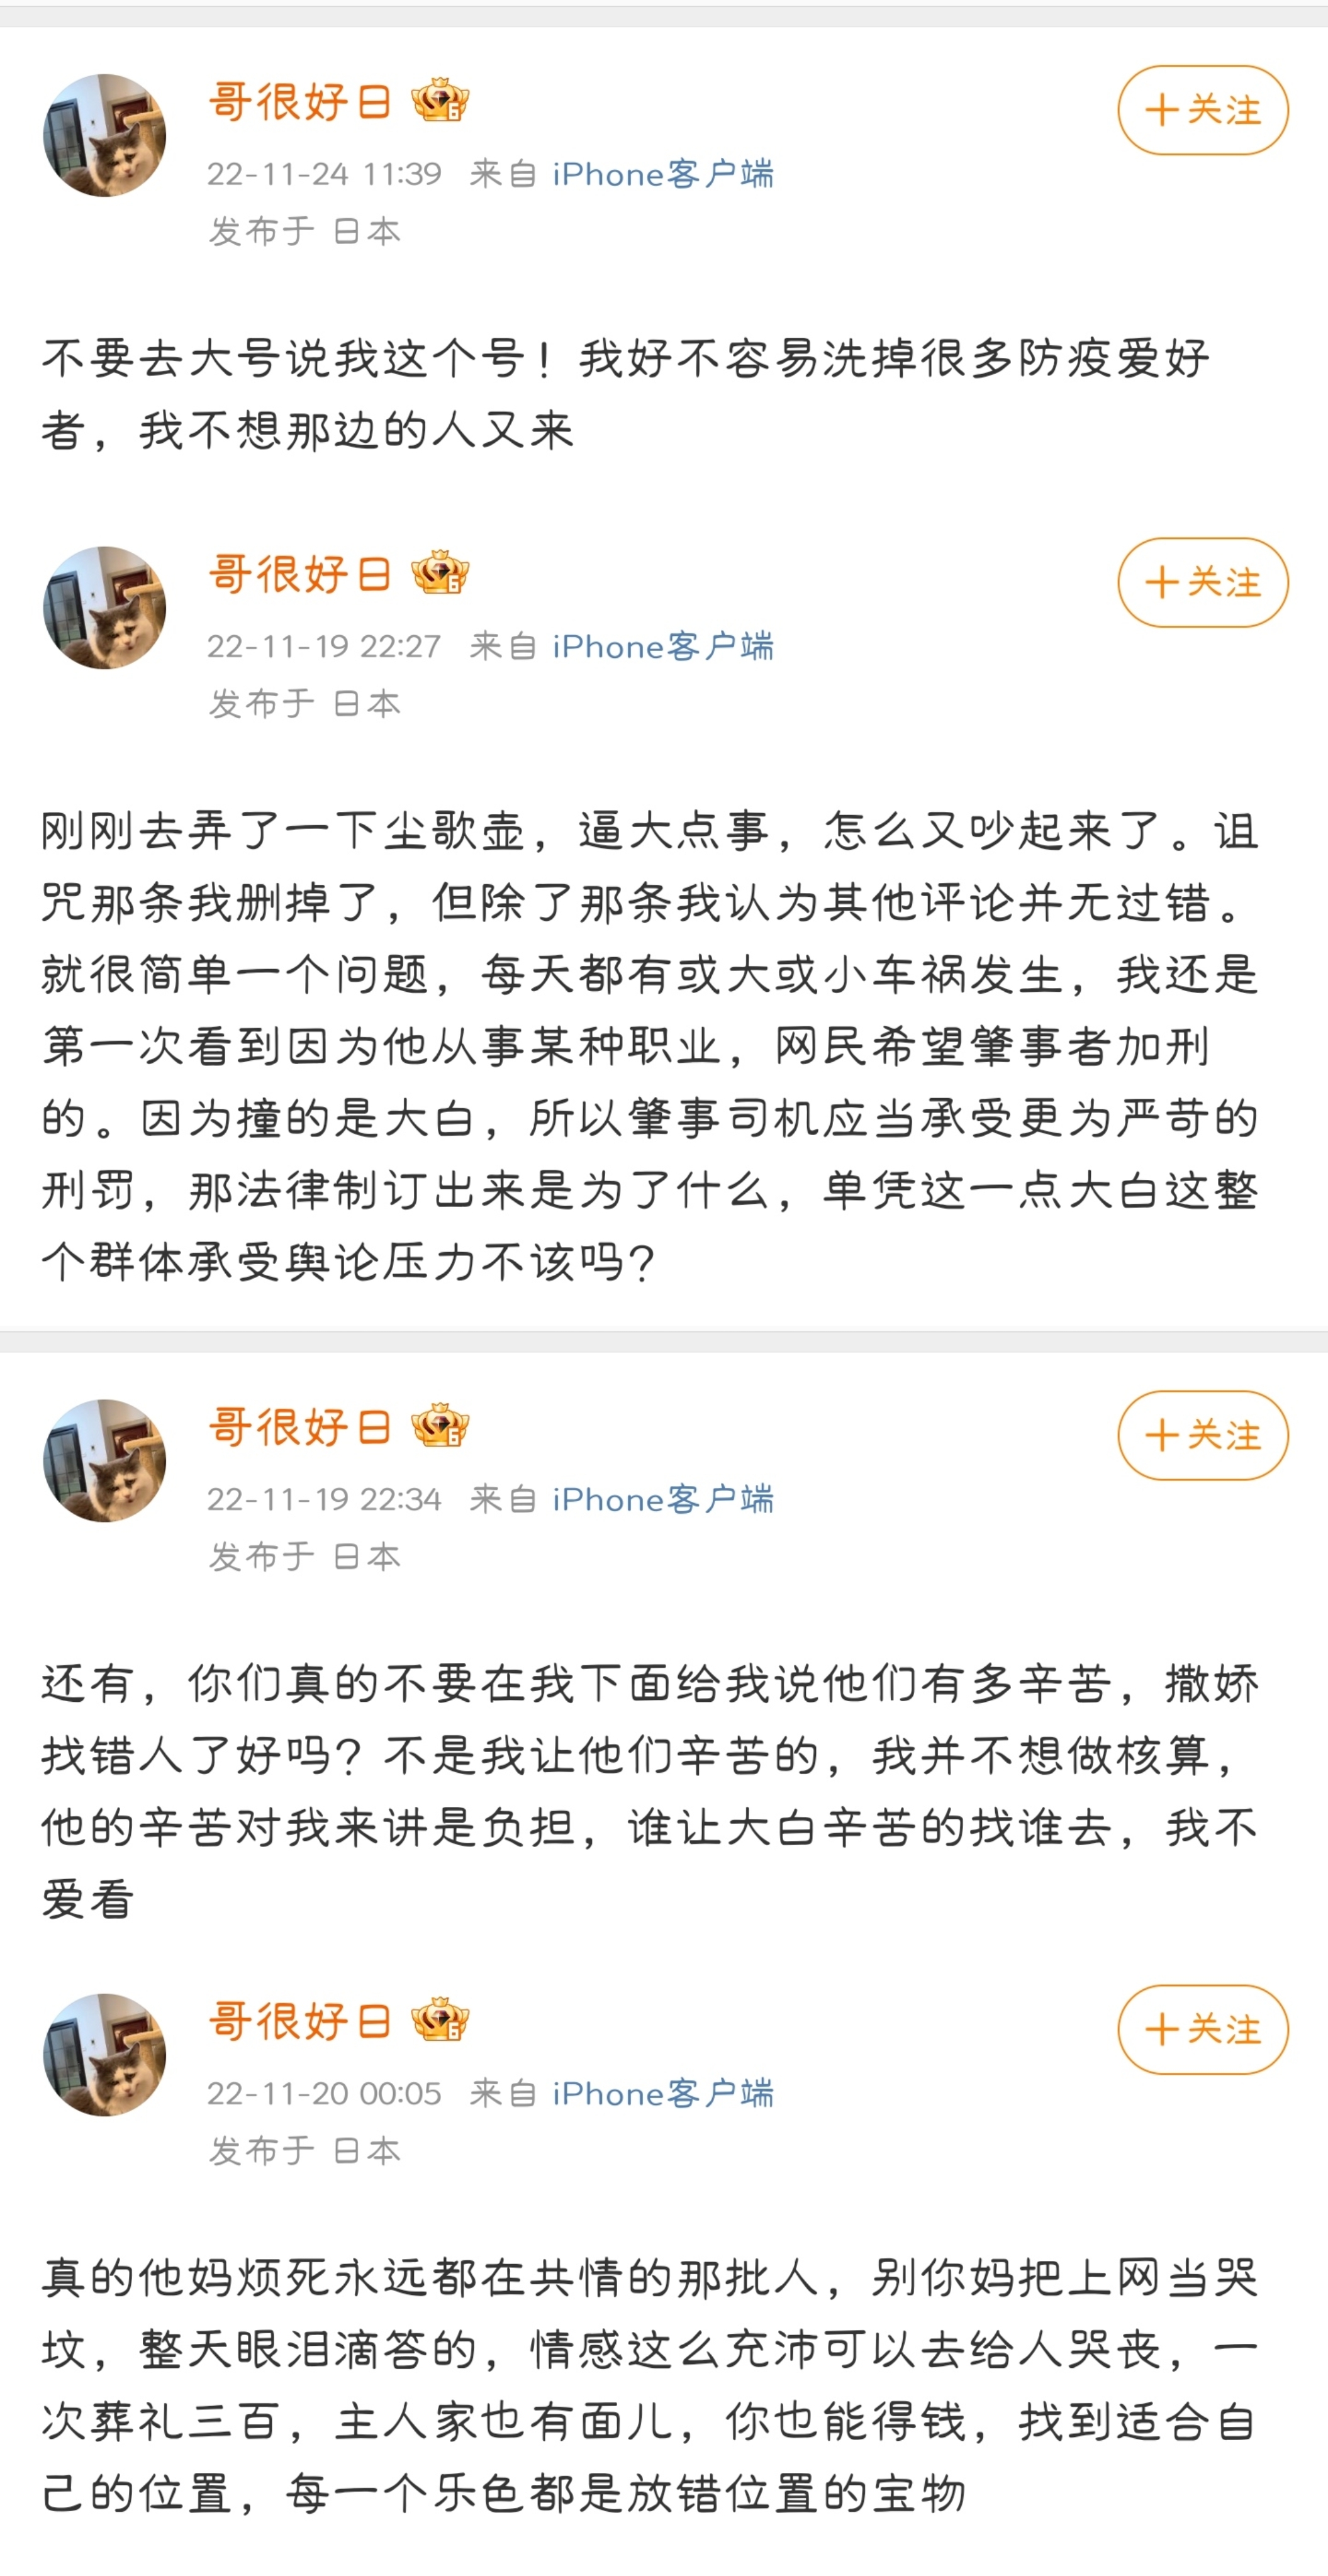 哥很好日
+关注
22-11-24 11:39 来自 iPhone客户端
发布于 日本
不要去大号说我这个号！我好不容易洗掉很多防疫爱好
者，我不想那边的人又来
哥很好日
+关注
22-11-19 22:27 来自 iPhone客户端
发布于 日本
刚刚去弄了一下尘歌壶，逼大点事，怎么又吵起来了。诅
咒那条我删掉了，但除了那条我认为其他评论并无过错。
就很简单一个问题，每天都有或大或小车祸发生，我还是
第一次看到因为他从事某种职业，网民希望肇事者加刑
的。因为撞的是大白，所以肇事司机应当承受更为严苛的
刑罚，那法律制订出来是为了什么，单凭这一点大白这整
个群体承受舆论压力不该吗？
哥很好日
+关注
22-11-19 22:34 来自 iPhone客户端
发布于 日本
还有，你们真的不要在我下面给我说他们有多辛苦，撒娇
找错人了好吗？不是我让他们辛苦的，我并不想做核算，
他的辛苦对我来讲是负担，谁让大白辛苦的找谁去，我不
爱看
哥很好日
+关注
22-11-20 00:05 来自 iPhone客户端
发布于 日本
真的他妈烦死永远都在共情的那批人，别你妈把上网当哭
坟，整天眼泪滴答的，情感这么充沛可以去给人哭丧，一
次葬礼三百，主人家也有面儿，你也能得钱，找到适合自
己的位置，每一个乐色都是放错位置的宝物